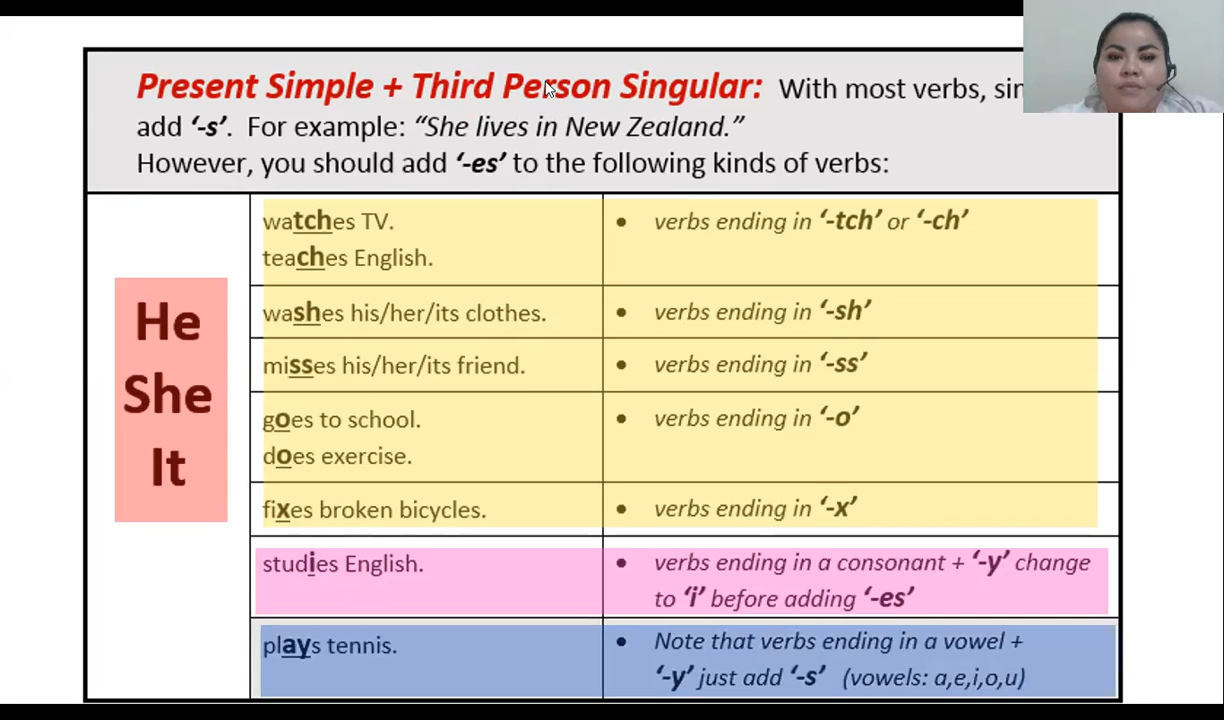 Present Simple + Third Person Singular: With most verbs,
add ‘-s’. For example: “She lives in New Zealand.”
However, you should add ‘-es’ to the following kinds of verbs:
He
She
It
watches TV.
teaches English.
• verbs ending in ‘-tch’ or ‘-ch’
washes his/her/its clothes.
• verbs ending in ‘-sh’
misses his/her/its friend.
• verbs ending in ‘-ss’
goes to school.
does exercise.
• verbs ending in ‘-o’
fixes broken bicycles.
• verbs ending in ‘-x’
studies English.
• verbs ending in a consonant + ‘-y’ change
to ‘i’ before adding ‘-es’
plays tennis.
• Note that verbs ending in a vowel +
‘-y’ just add ‘-s’ (vowels: a,e,i,o,u)